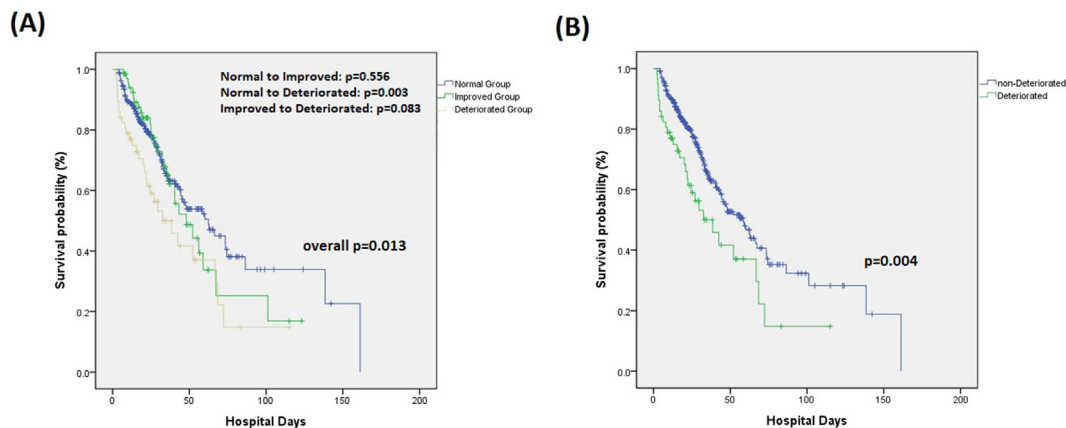 (A)
Normal to Improved: p=0.556
Normal to Deteriorated: p=0.003
Improved to Deteriorated: p=0.083
Normal Group
Improved Group
Deteriorated Group
overall p=0.013
Survival probability (%)
1.0
0.8
0.6
0.4
0.2
0.0
0 50 100 150 200
Hospital Days
(B)
non-Deteriorated
Deteriorated
p=0.004
Survival probability (%)
1.0
0.8
0.6
0.4
0.2
0.0
0 50 100 150 200
Hospital Days